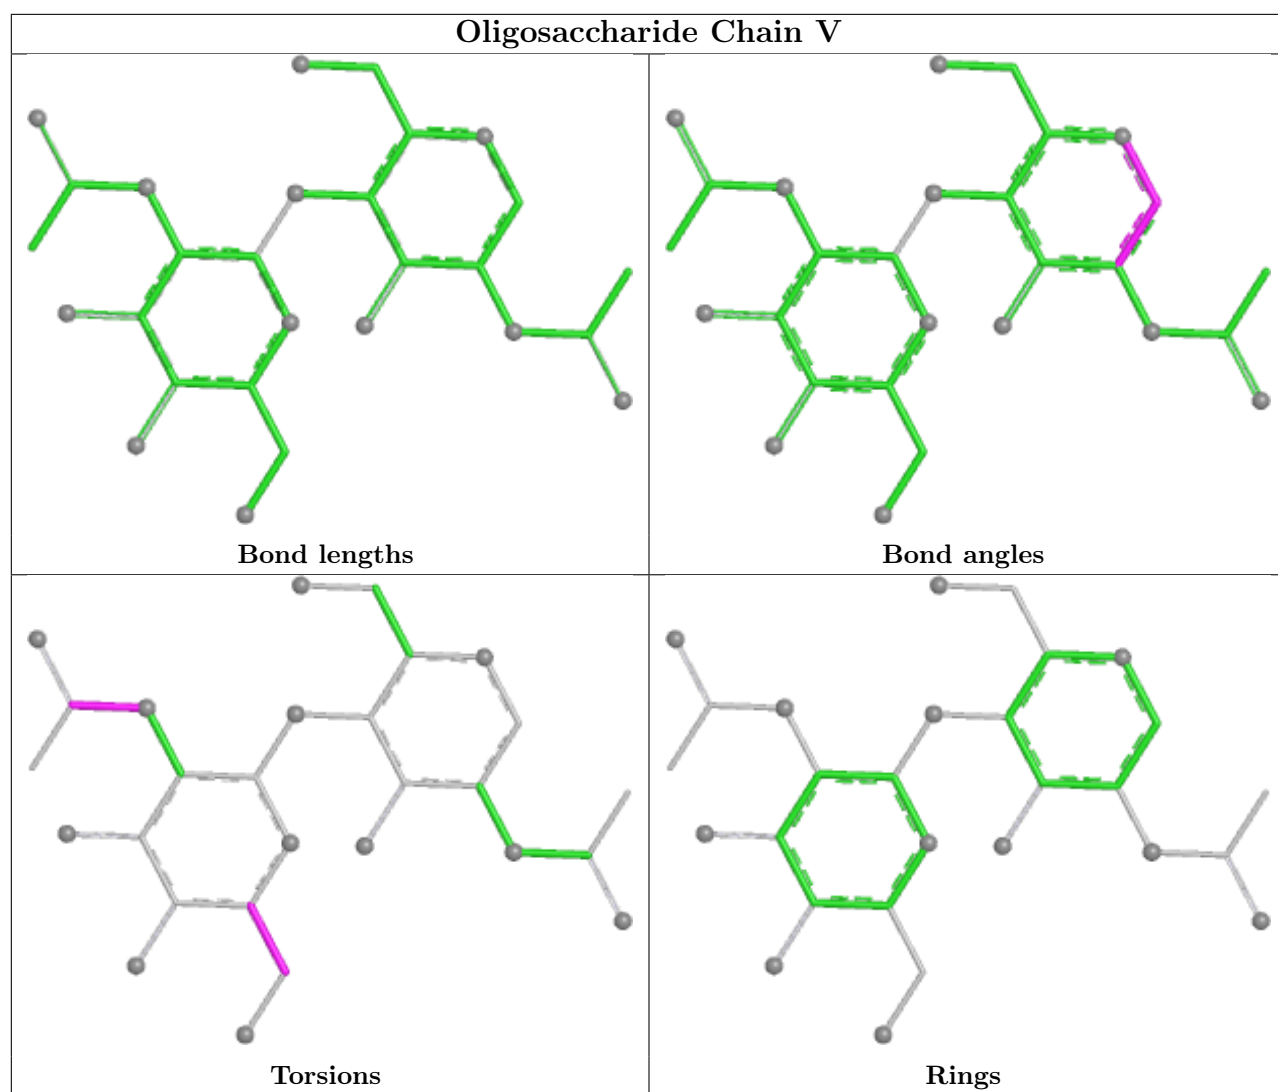 Oligosaccharide Chain V
Bond lengths
Bond angles
Torsions
Rings